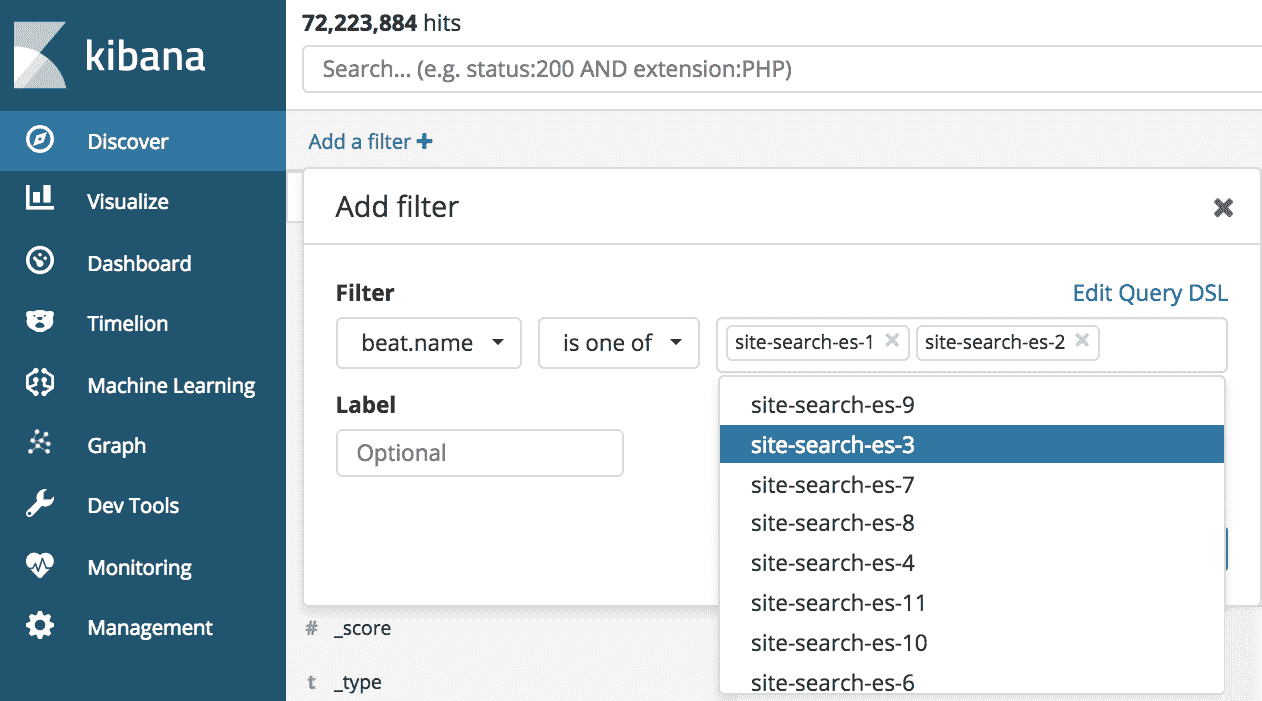 kibana
Discover
Visualize
Dashboard
Timelion
Machine Learning
Graph
Dev Tools
Monitoring
Management
72,223,884 hits
Search... (e.g. status:200 AND extension:PHP)
Add a filter +
Add filter
Filter
Edit Query DSL
beat.name
is one of
site-search-es-1
site-search-es-2
Label
Optional
site-search-es-9
site-search-es-3
site-search-es-7
site-search-es-8
site-search-es-4
site-search-es-11
site-search-es-10
site-search-es-6
# _score
t _type